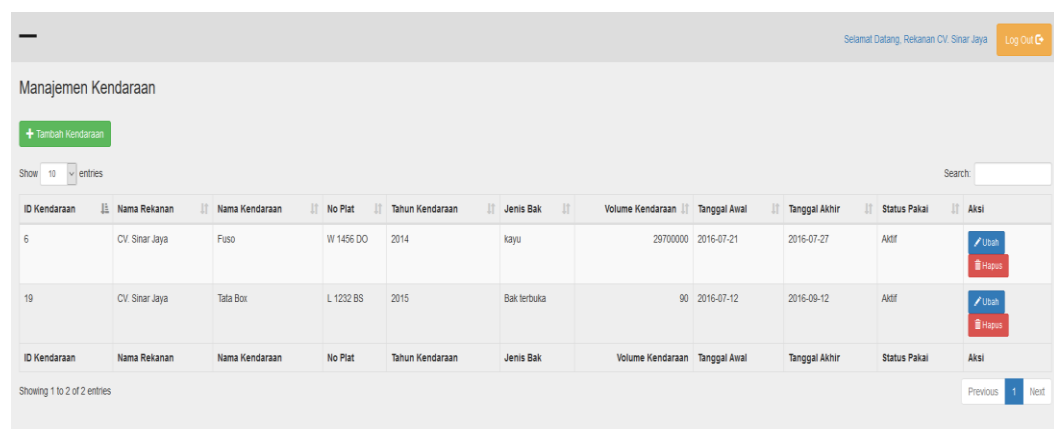 Selamat Datang, Rekanan CV. Sinar Jaya Log Out
Manajemen Kendaraan
Tambah Kendaraan
Show 10 entries Search:
ID Kendaraan Nama Rekanan Nama Kendaraan No Plat Tahun Kendaraan Jenis Bak Volume Kendaraan Tanggal Awal Tanggal Akhir Status Pakai Aksi
6 CV. Sinar Jaya Fuso W 1456 DO 2014 kayu 29700000 2016-07-21 2016-07-27 Aktif Ubah
Hapus
19 CV. Sinar Jaya Tata Box L 1232 BS 2015 Bak terbuka 90 2016-07-12 2016-09-12 Aktif Ubah
Hapus
ID Kendaraan Nama Rekanan Nama Kendaraan No Plat Tahun Kendaraan Jenis Bak Volume Kendaraan Tanggal Awal Tanggal Akhir Status Pakai Aksi
Showing 1 to 2 of 2 entries Previous 1 Next